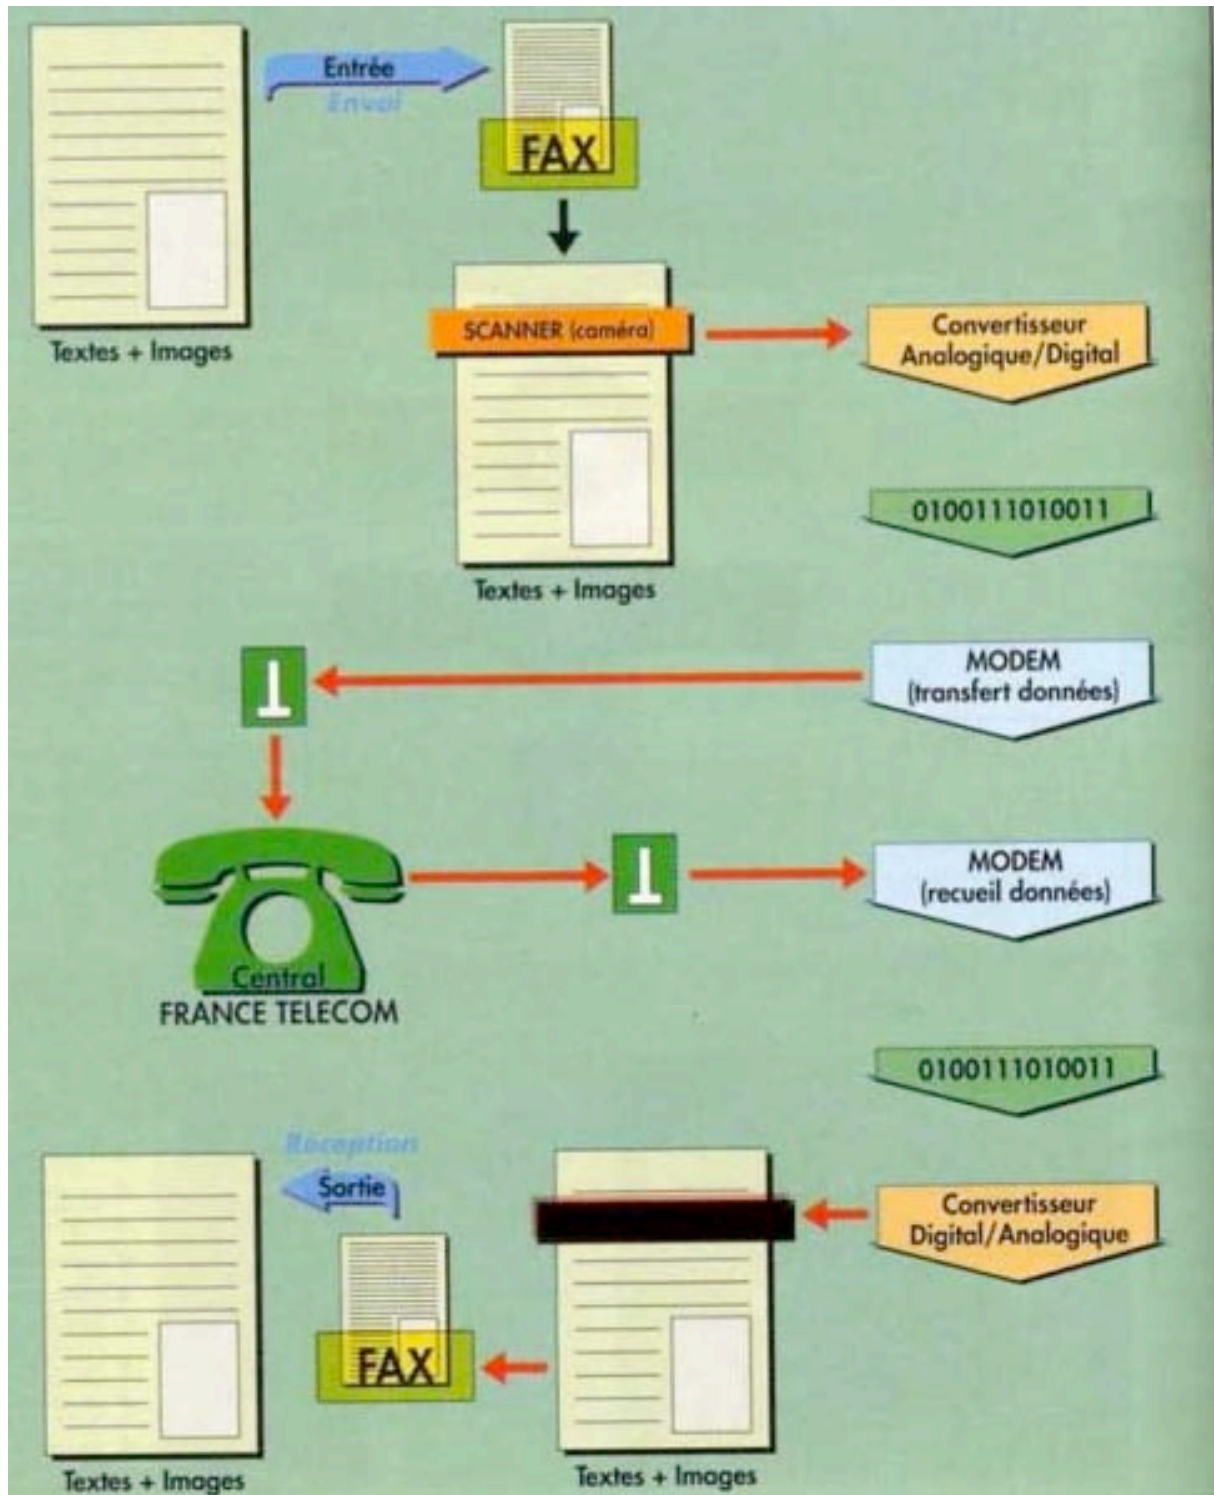 Entrée
Envoi
FAX
Textes + Images
SCANNER (caméra)
Convertisseur
Analogique/Digital
0100111010011
Textes + Images
MODEM
(transfert données)
MODEM
(recueil données)
Central
FRANCE TELECOM
0100111010011
Réception
Sortie
Convertisseur
Digital/Analogique
FAX
Textes + Images
Textes + Images